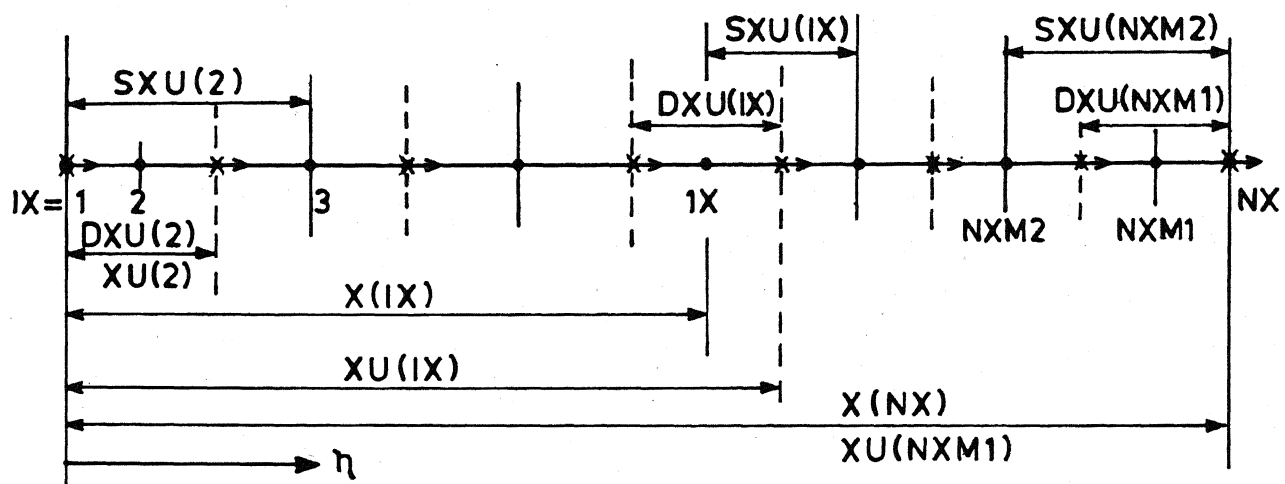 SXU(IX)
SXU(NXM2)
SXU(2)
DXU(IX)
DXU(NXM1)
IX= 1
2
3
1X
NXM2
NXM1
NX
DXU(2)
XU(2)
X(IX)
XU(IX)
X(NX)
XU(NXM1)
η